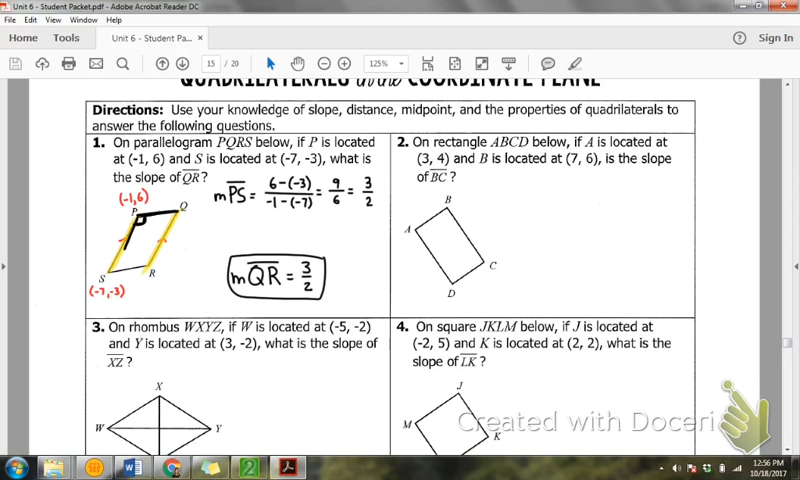 Unit 6 - Student Packet.pdf - Adobe Acrobat Reader DC
File Edit View Window Help
Home Tools Unit 6 - Student Pa... × Sign In
15 / 20 125%
QUADRILATERALS in the COORDINATE PLANE
Directions: Use your knowledge of slope, distance, midpoint, and the properties of quadrilaterals to
answer the following questions.
1. On parallelogram PQRS below, if P is located
at (-1, 6) and S is located at (-7, -3), what is
the slope of QR?
(-1,6)
P
Q
S
R
(-7,-3)
mPS = 6-(-3)/-1-(-7) = 9/6 = 3/2
mQR = 3/2
2. On rectangle ABCD below, if A is located at
(3, 4) and B is located at (7, 6), is the slope
of BC?
B
A
C
D
3. On rhombus WXYZ, if W is located at (-5, -2)
and Y is located at (3, -2), what is the slope of
XZ?
X
W
Y
4. On square JKLM below, if J is located at
(-2, 5) and K is located at (2, 2), what is the
slope of LK?
J
M
K
Created with Doceri
12:56 PM
10/18/2017